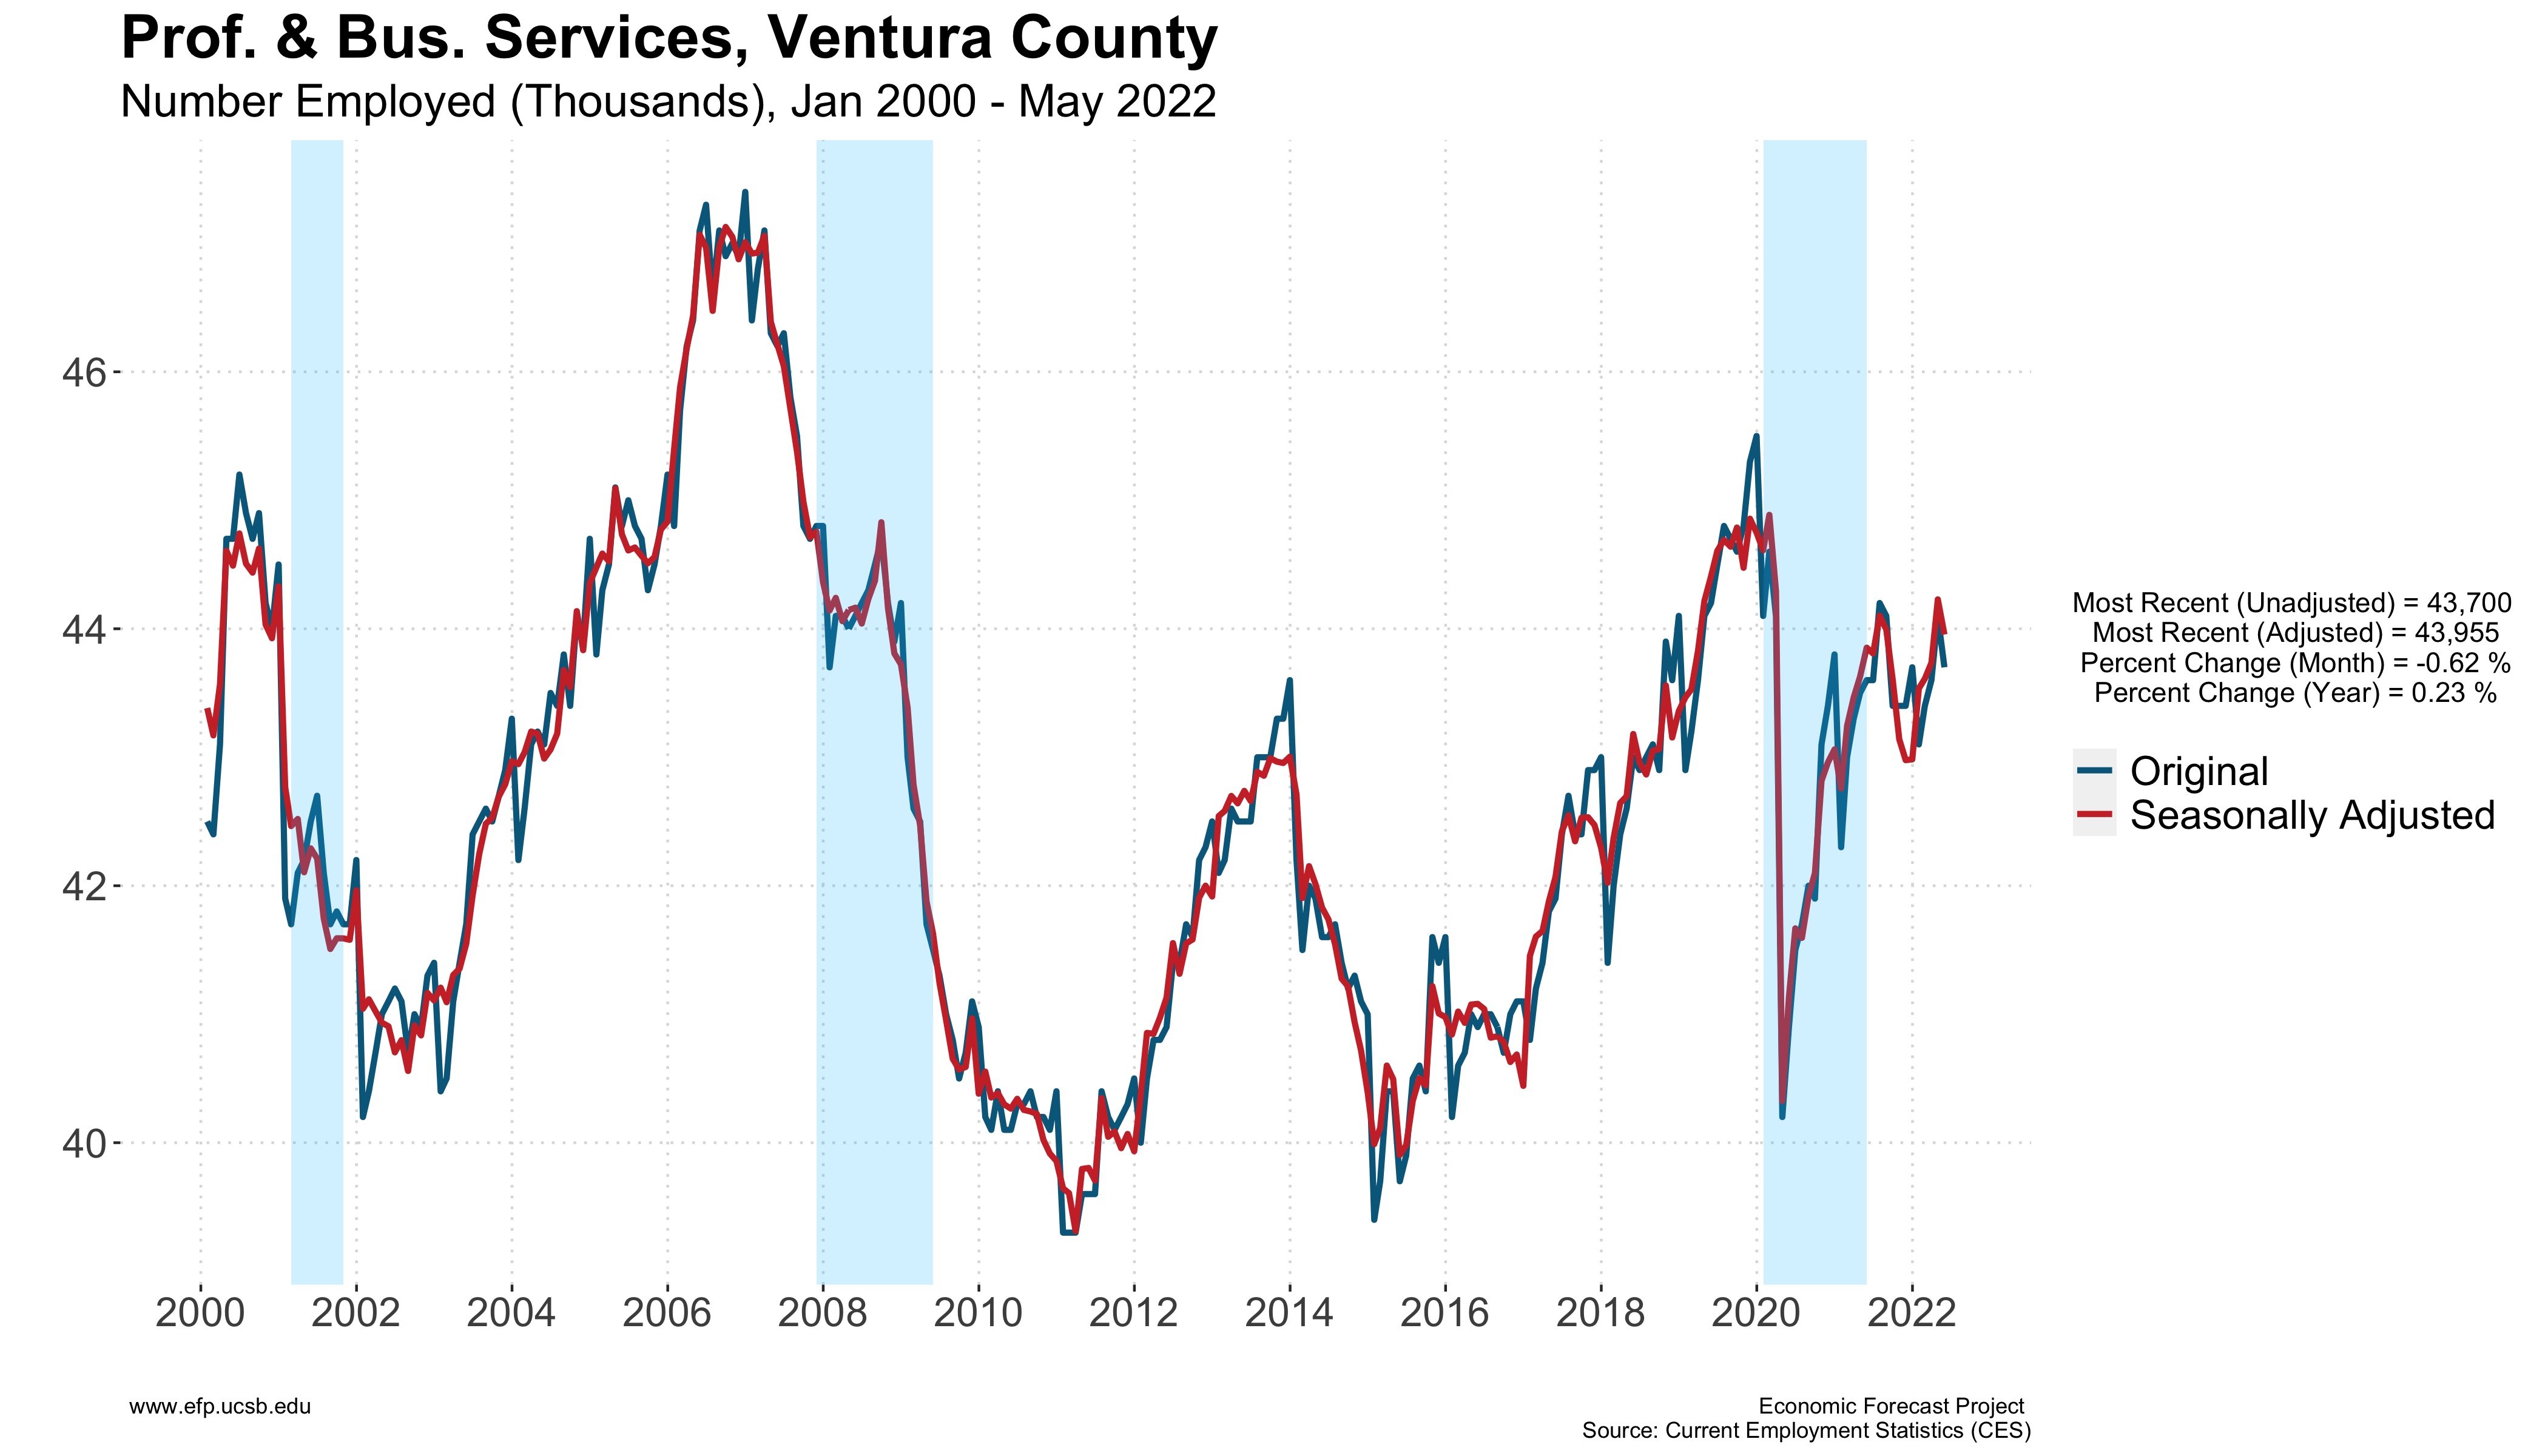 Prof. & Bus. Services, Ventura County
Number Employed (Thousands), Jan 2000 - May 2022
46
44
42
40
2000 2002 2004 2006 2008 2010 2012 2014 2016 2018 2020 2022
Most Recent (Unadjusted) = 43,700
Most Recent (Adjusted) = 43,955
Percent Change (Month) = -0.62 %
Percent Change (Year) = 0.23 %
Original
Seasonally Adjusted
www.efp.ucsb.edu
Economic Forecast Project
Source: Current Employment Statistics (CES)